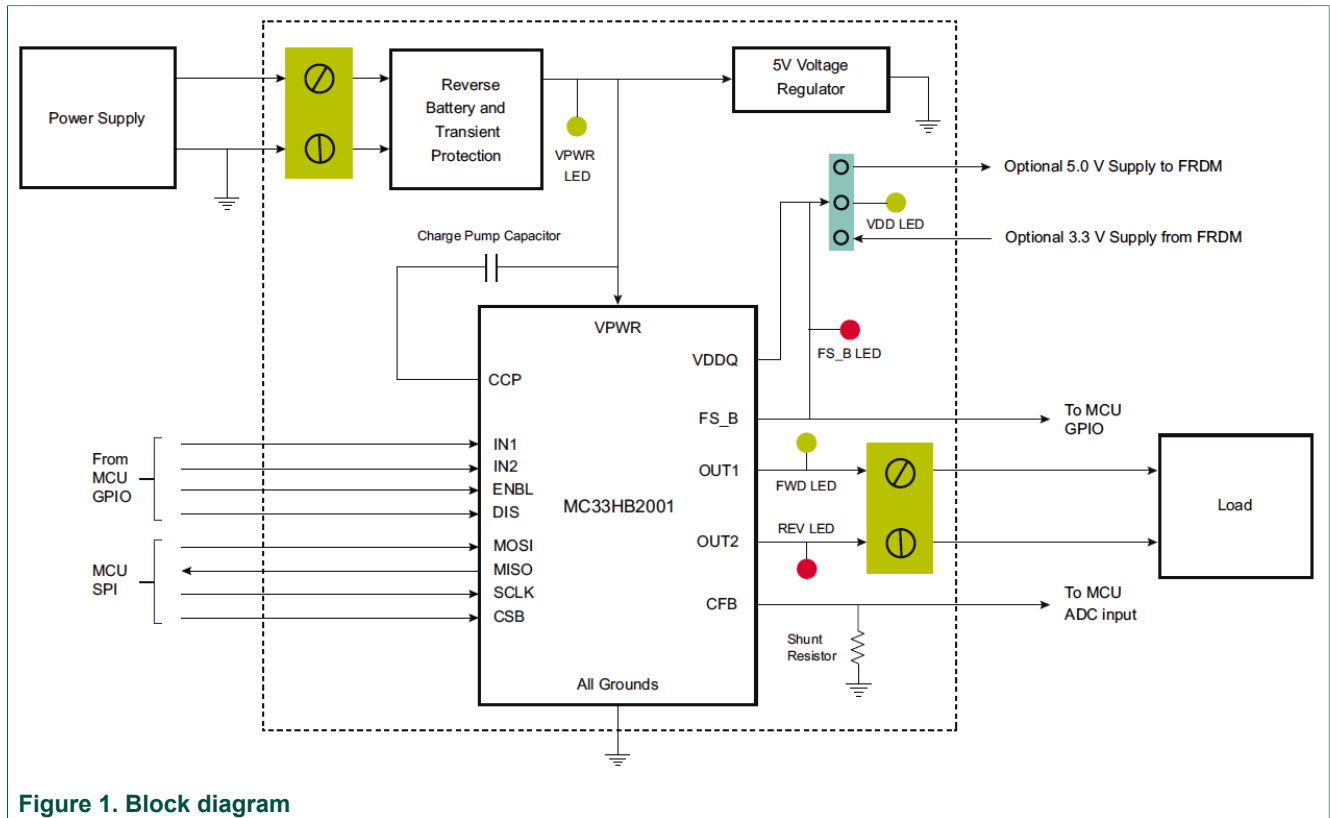 Power Supply
Reverse
Battery and
Transient
Protection
VPWR
LED
5V Voltage
Regulator
Optional 5.0 V Supply to FRDM
VDD LED
Optional 3.3 V Supply from FRDM
Charge Pump Capacitor
VPWR
VDDQ
FS_B LED
CCP
FS_B
To MCU
GPIO
From
MCU
GPIO
IN1
IN2
ENBL
DIS
MC33HB2001
OUT1
FWD LED
OUT2
REV LED
Load
MCU
SPI
MOSI
MISO
SCLK
CSB
CFB
To MCU
ADC input
Shunt
Resistor
All Grounds
Figure 1. Block diagram